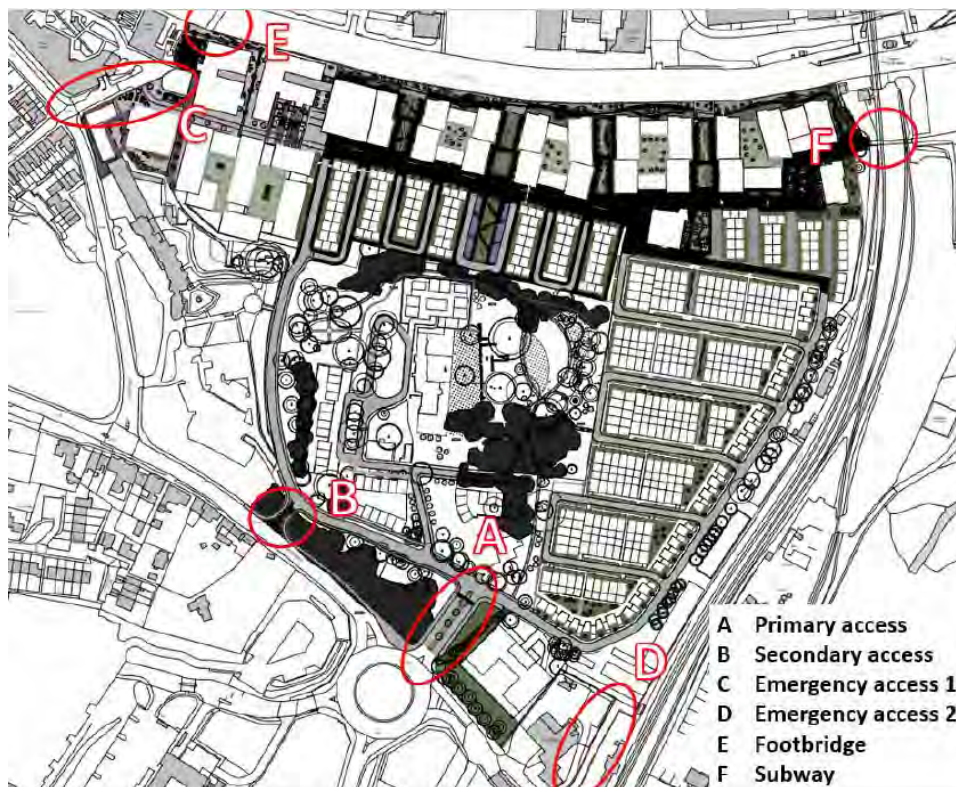 E
C
F
B
A
D
A Primary access
B Secondary access
C Emergency access 1
D Emergency access 2
E Footbridge
F Subway